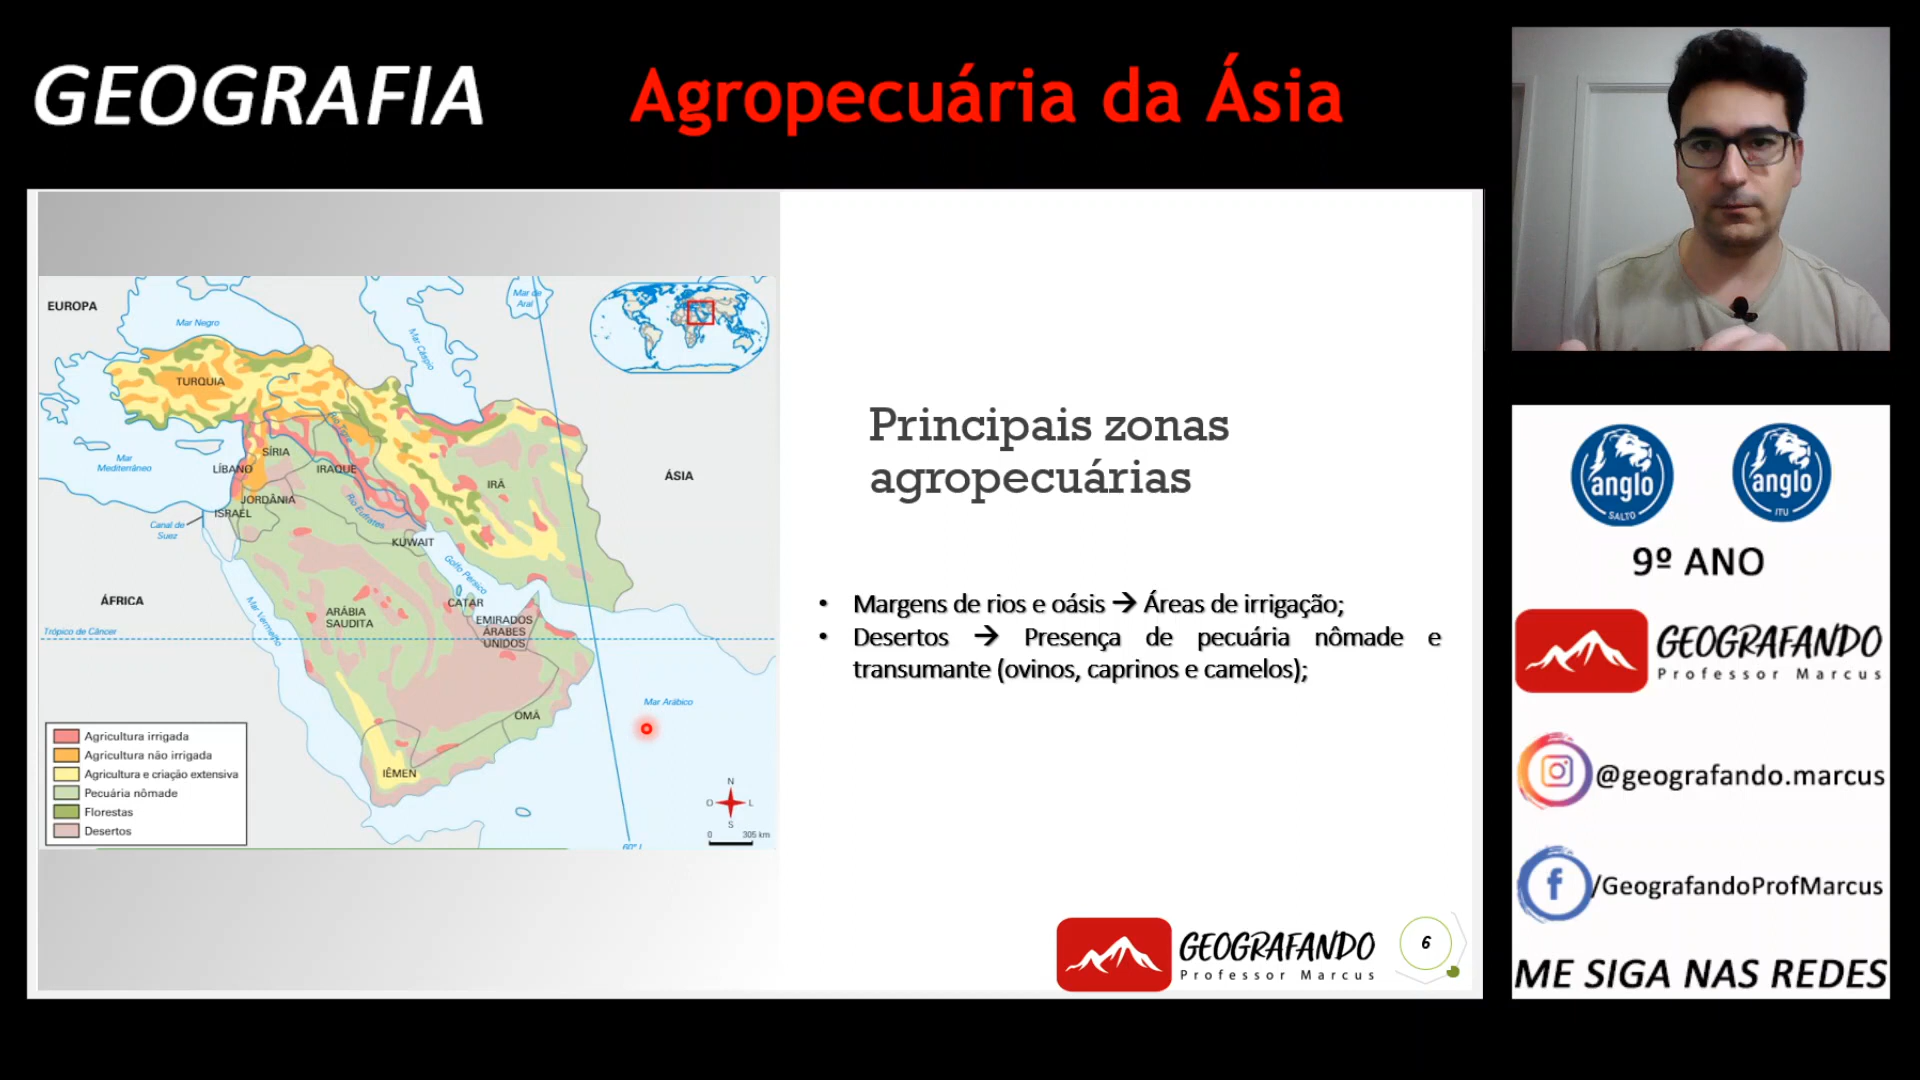 GEOGRAFIA
Agropecuária da Ásia
EUROPA
Mar Negro
Mar de
Aral
Mar Cáspio
TURQUIA
Rio Tigre
Mar
Mediterrâneo
SÍRIA
LÍBANO
IRAQUE
IRÃ
ÁSIA
JORDÂNIA
ISRAEL
Rio Eufrates
Canal de
Suez
KUWAIT
Golfo Pérsico
ÁFRICA
Mar Vermelho
ARÁBIA
SAUDITA
CATAR
EMIRADOS
ÁRABES
UNIDOS
Trópico de Câncer
Mar Arábico
OMÃ
IÊMEN
Agricultura irrigada
Agricultura não irrigada
Agricultura e criação extensiva
Pecuária nômade
Florestas
Desertos
N
O L
S
0 305 km
60° L
Principais zonas
agropecuárias
• Margens de rios e oásis → Áreas de irrigação;
• Desertos → Presença de pecuária nômade e
transumante (ovinos, caprinos e camelos);
GEOGRAFANDO
Professor Marcus
6
anglo
SALTO
anglo
ITU
9º ANO
GEOGRAFANDO
Professor Marcus
@geografando.marcus
f
/GeografandoProfMarcus
ME SIGA NAS REDES